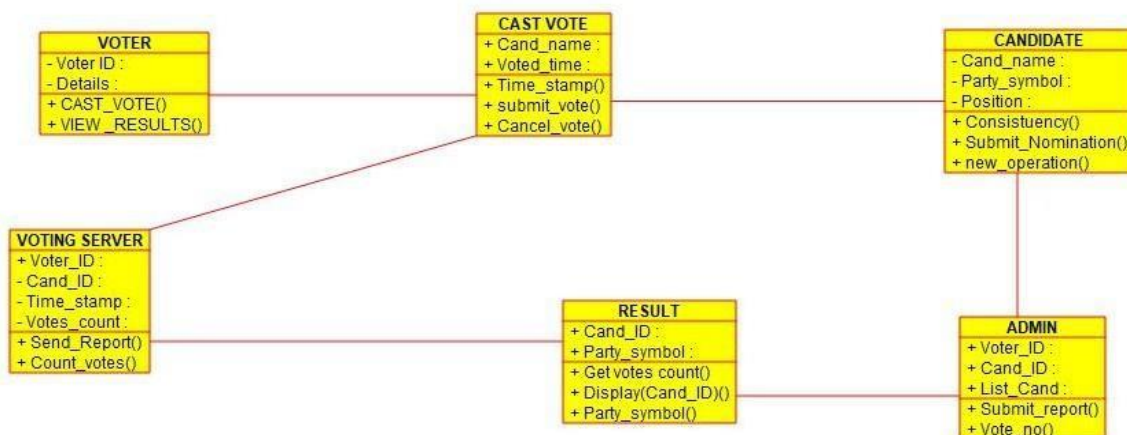 VOTER
- Voter ID :
- Details :
+ CAST_VOTE()
+ VIEW _RESULTS()
CAST VOTE
+ Cand_name :
+ Voted_time :
+ Time_stamp()
+ submit_vote()
+ Cancel_vote()
CANDIDATE
- Cand_name :
- Party_symbol :
- Position :
+ Consistuency()
+ Submit_Nomination()
+ new_operation()
VOTING SERVER
+ Voter_ID :
- Cand_ID :
- Time_stamp :
- Votes_count :
+ Send_Report()
+ Count_votes()
RESULT
+ Cand_ID :
+ Party_symbol :
+ Get votes count()
+ Display(Cand_ID)()
+ Party_symbol()
ADMIN
+ Voter_ID :
+ Cand_ID :
+ List_Cand :
+ Submit_report()
+ Vote_no()